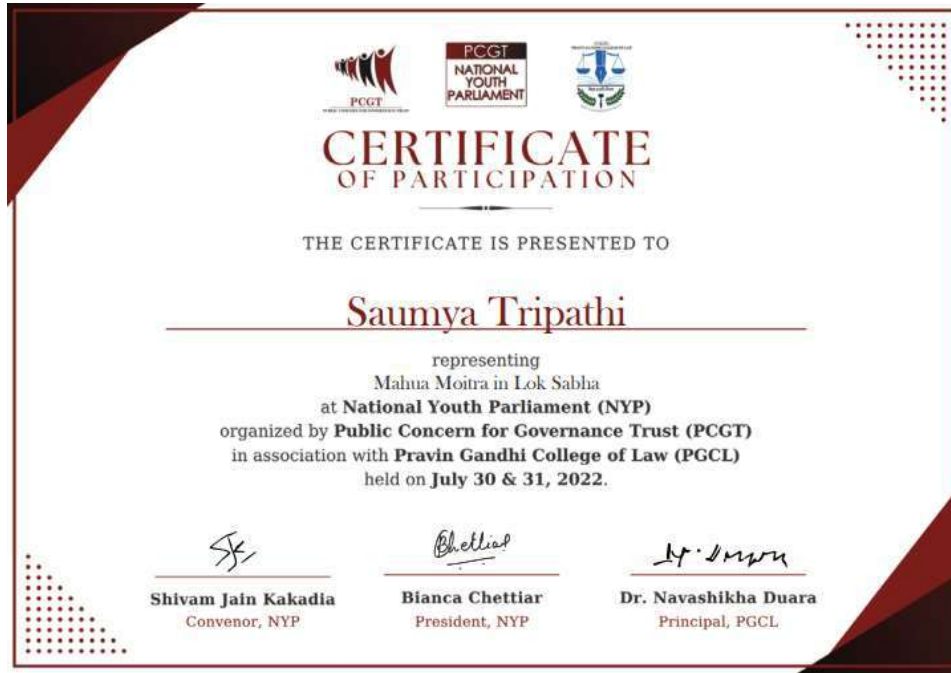 PCGT
PCGT
NATIONAL
YOUTH
PARLIAMENT
CERTIFICATE
OF PARTICIPATION
THE CERTIFICATE IS PRESENTED TO
Saumya Tripathi
representing
Mahua Moitra in Lok Sabha
at National Youth Parliament (NYP)
organized by Public Concern for Governance Trust (PCGT)
in association with Pravin Gandhi College of Law (PGCL)
held on July 30 & 31, 2022.
Shivam Jain Kakadia
Convenor, NYP
Bianca Chettiar
President, NYP
Dr. Navashikha Duara
Principal, PGCL